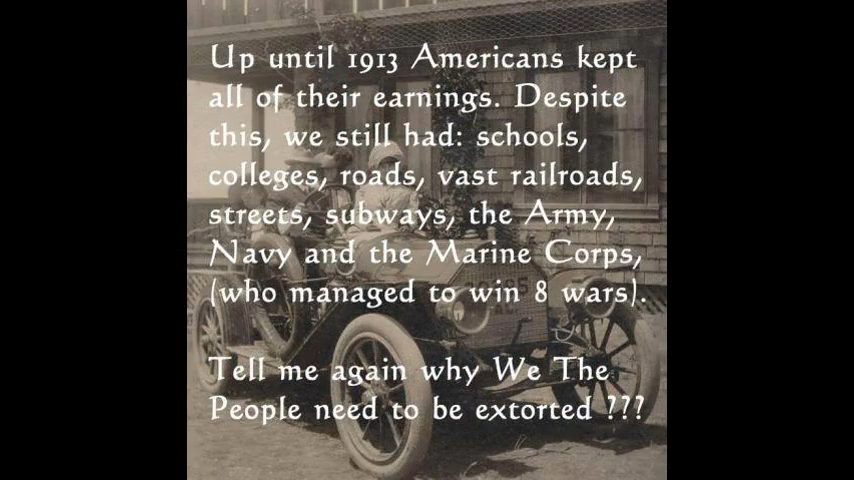 Up until 1913 Americans kept
all of their earnings. Despite
this, we still had: schools,
colleges, roads, vast railroads,
streets, subways, the Army,
Navy and the Marine Corps,
(who managed to win 8 wars).
Tell me again why We The
People need to be extorted ???